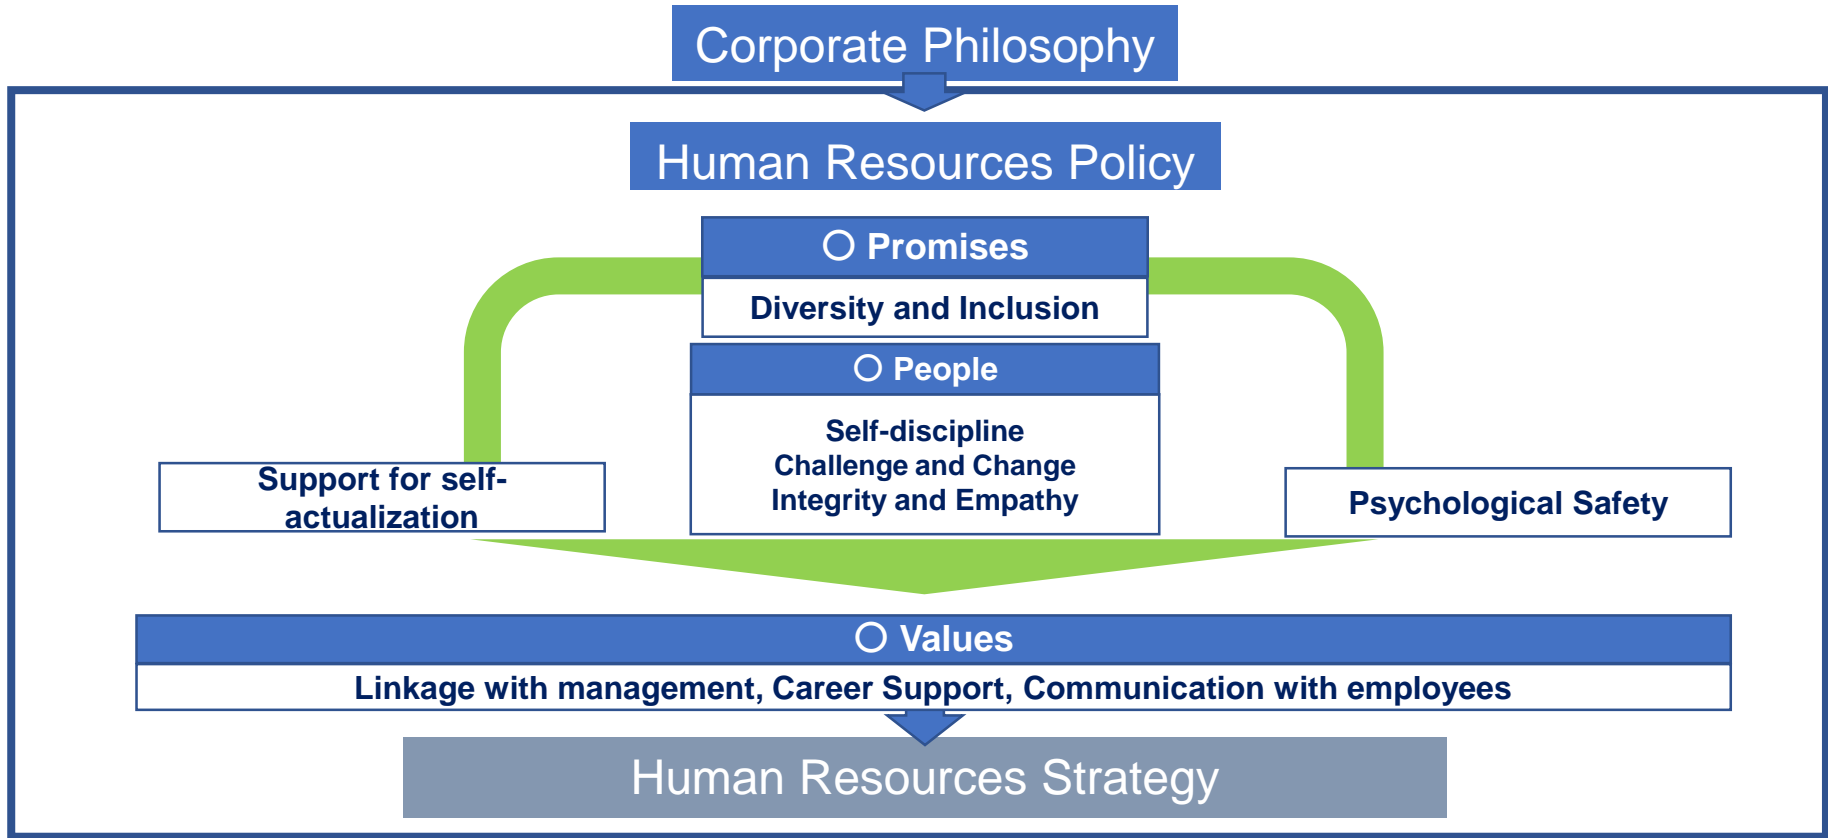 Corporate Philosophy
Human Resources Policy
○ Promises
Diversity and Inclusion
○ People
Self-discipline
Challenge and Change
Integrity and Empathy
Support for self-
actualization
Psychological Safety
○ Values
Linkage with management, Career Support, Communication with employees
Human Resources Strategy